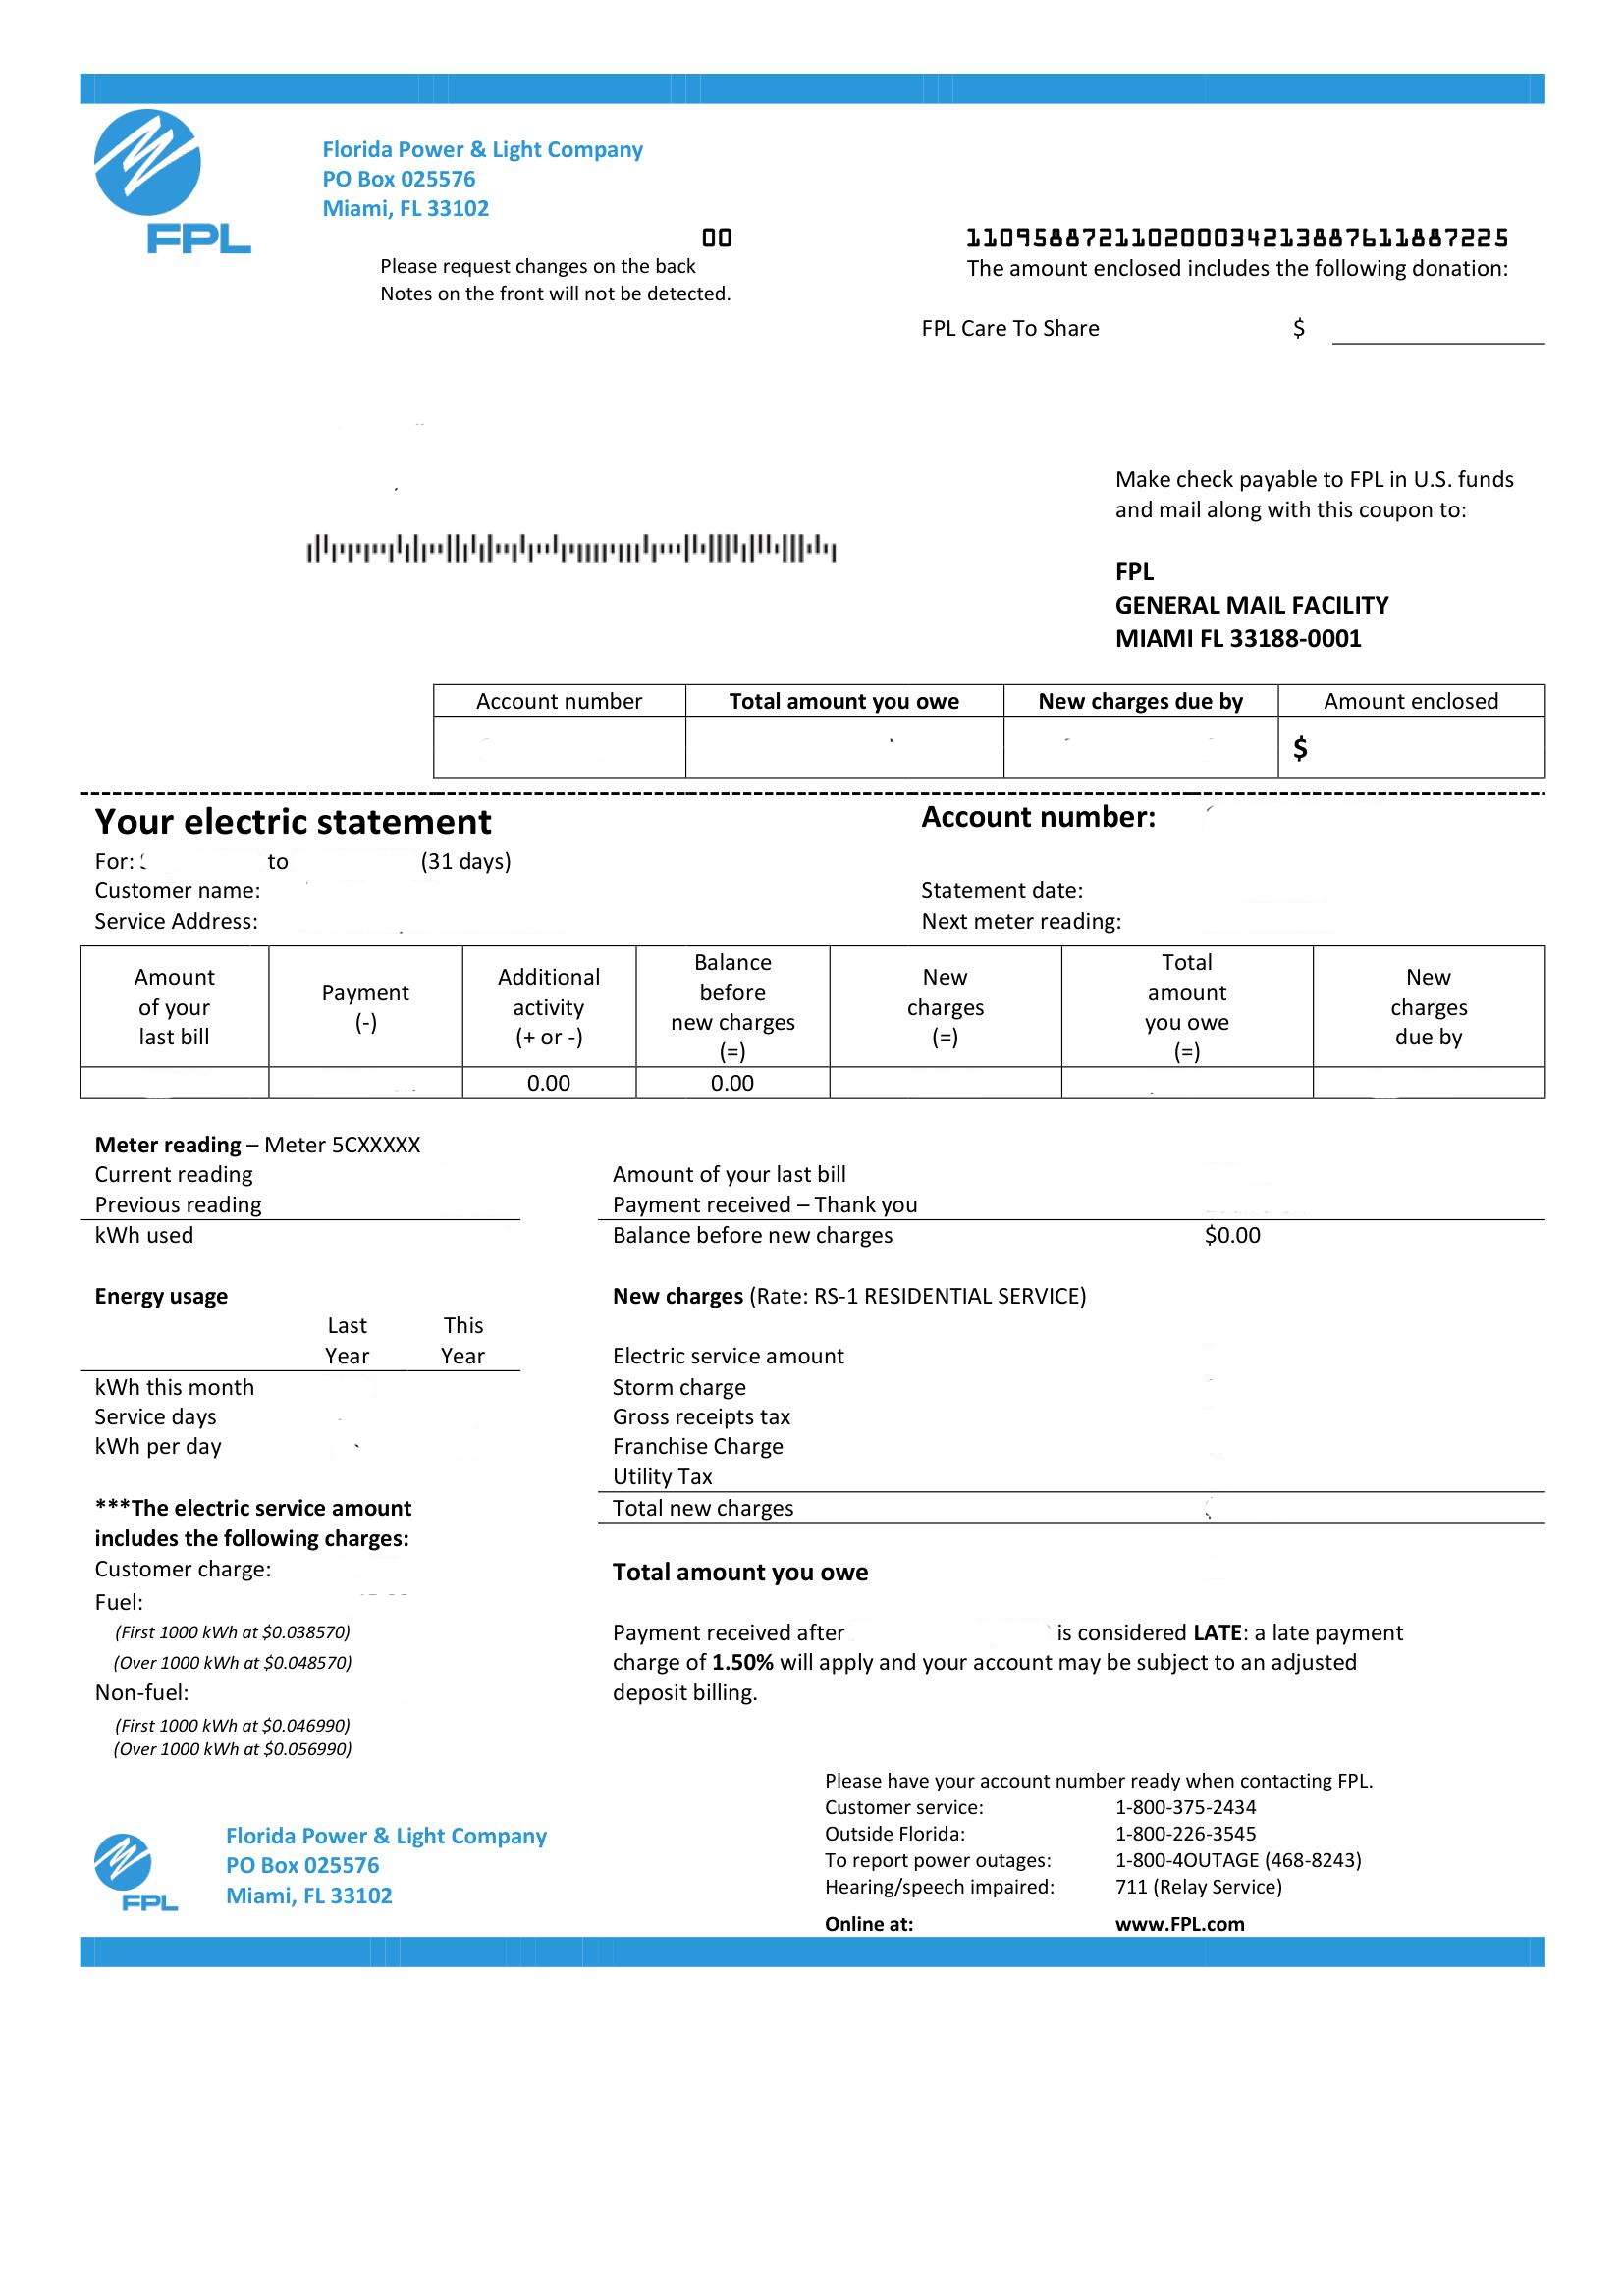 FPL
Florida Power & Light Company
PO Box 025576
Miami, FL 33102
00
Please request changes on the back
Notes on the front will not be detected.
1109588721102000342138876118872​25
The amount enclosed includes the following donation:
FPL Care To Share $
Make check payable to FPL in U.S. funds
and mail along with this coupon to:
FPL
GENERAL MAIL FACILITY
MIAMI FL 33188-0001
Account number Total amount you owe New charges due by Amount enclosed
$
Your electric statement
Account number:
For: to (31 days)
Customer name:
Statement date:
Service Address:
Next meter reading:
Amount of your last bill
Payment (-)
Additional activity (+ or -)
Balance before new charges (=)
New charges (=)
Total amount you owe (=)
New charges due by
0.00 0.00
Meter reading – Meter 5CXXXXX
Current reading
Previous reading
kWh used
Amount of your last bill
Payment received – Thank you
Balance before new charges $0.00
Energy usage
Last Year This Year
kWh this month
Service days
kWh per day
New charges (Rate: RS-1 RESIDENTIAL SERVICE)
Electric service amount
Storm charge
Gross receipts tax
Franchise Charge
Utility Tax
Total new charges
***The electric service amount
includes the following charges:
Customer charge:
Fuel:
(First 1000 kWh at $0.038570)
(Over 1000 kWh at $0.048570)
Non-fuel:
(First 1000 kWh at $0.046990)
(Over 1000 kWh at $0.056990)
Total amount you owe
Payment received after is considered LATE: a late payment
charge of 1.50% will apply and your account may be subject to an adjusted
deposit billing.
Please have your account number ready when contacting FPL.
Customer service: 1-800-375-2434
Outside Florida: 1-800-226-3545
To report power outages: 1-800-4OUTAGE (468-8243)
Hearing/speech impaired: 711 (Relay Service)
Online at: www.FPL.com
FPL
Florida Power & Light Company
PO Box 025576
Miami, FL 33102